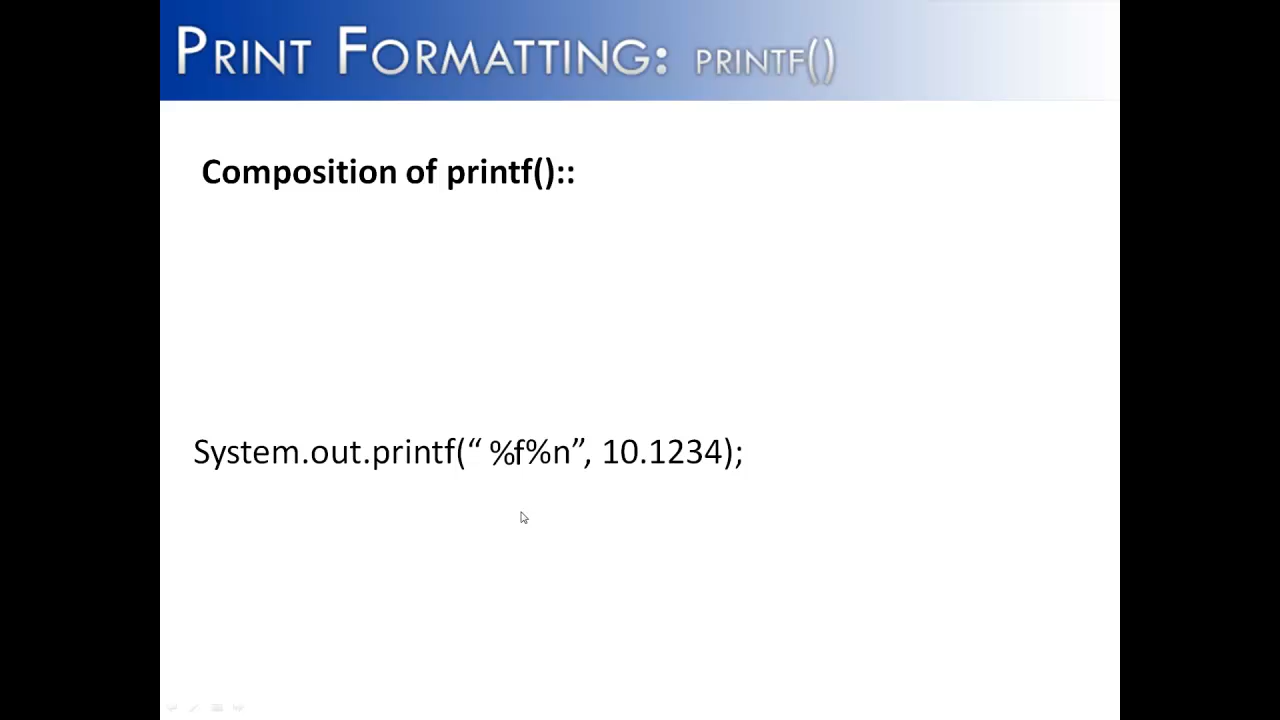 PRINT FORMATTING: PRINTF()
Composition of printf()::
System.out.printf(“ %f%n”, 10.1234);